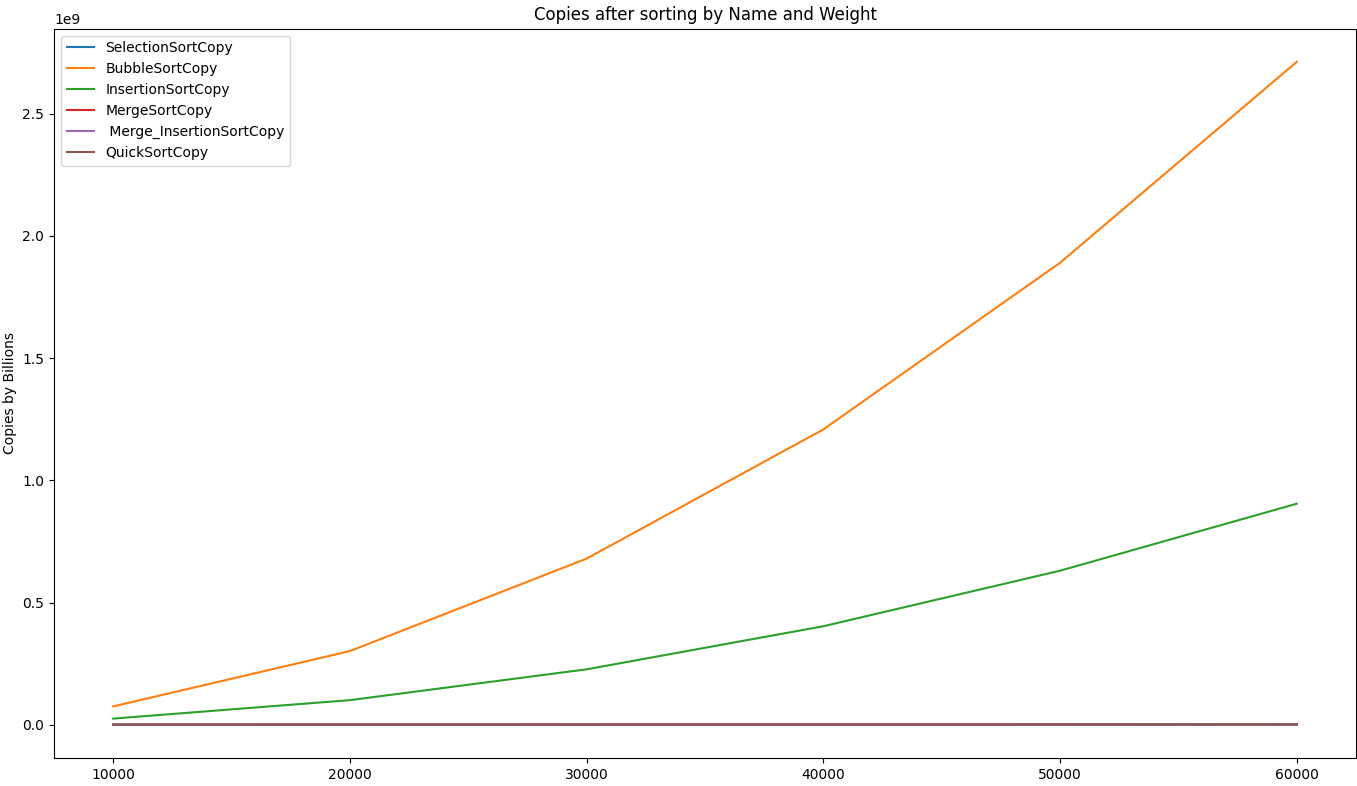 Copies after sorting by Name and Weight
1e9
SelectionSortCopy
BubbleSortCopy
InsertionSortCopy
MergeSortCopy
Merge_InsertionSortCopy
QuickSortCopy
2.5
2.0
1.5
1.0
0.5
0.0
Copies by Billions
10000 20000 30000 40000 50000 60000